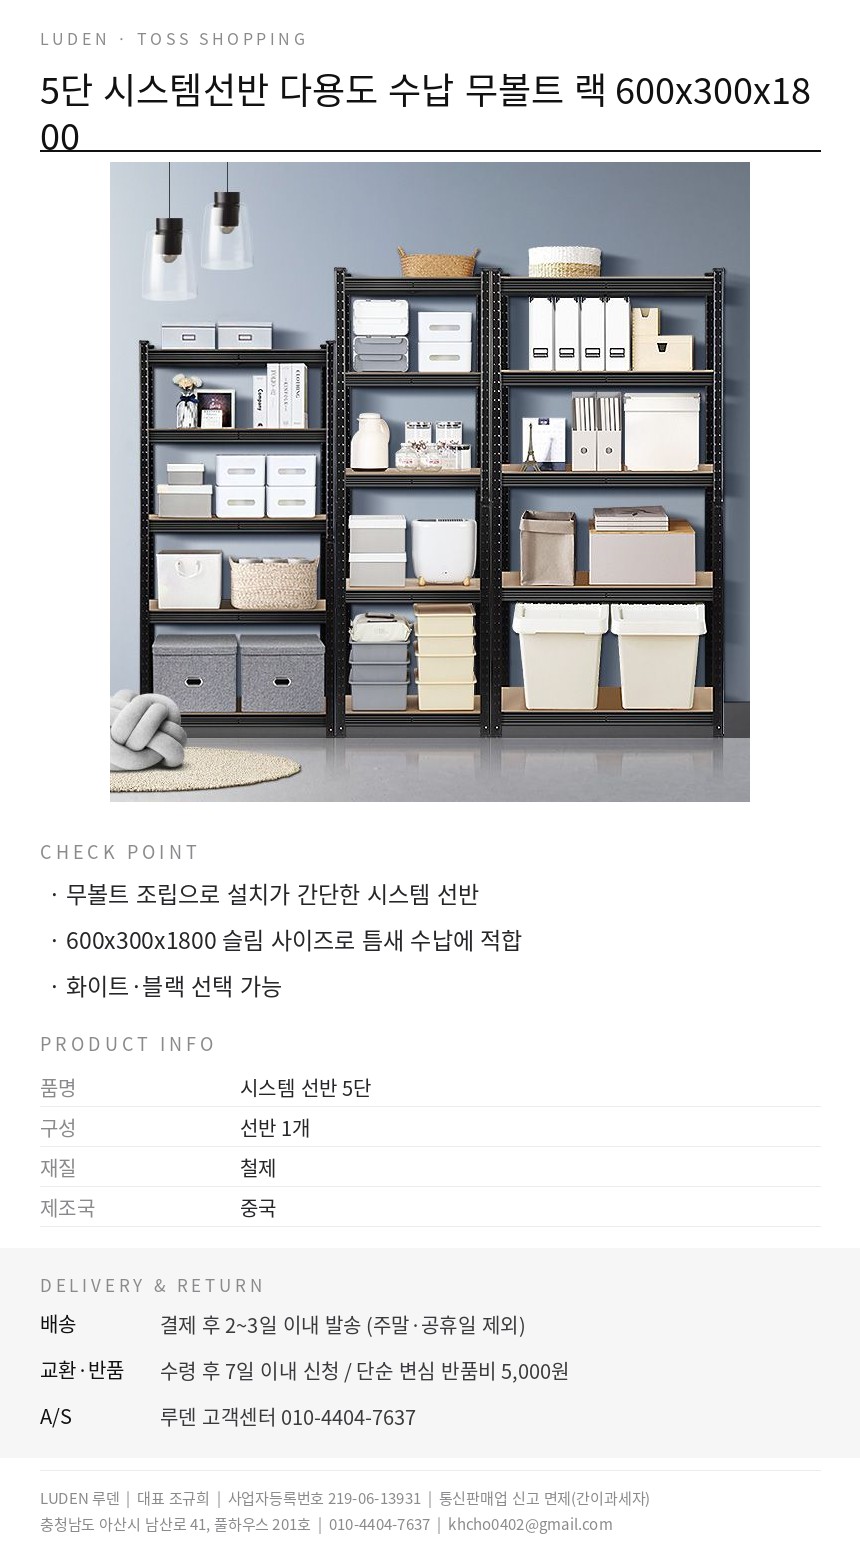 LUDEN · TOSS SHOPPING
5단 시스템선반 다용도 수납 무볼트 랙 600x300x18
00
CHECK POINT
· 무볼트 조립으로 설치가 간단한 시스템 선반
· 600x300x1800 슬림 사이즈로 틈새 수납에 적합
· 화이트·블랙 선택 가능
PRODUCT INFO
품명 시스템 선반 5단
구성 선반 1개
재질 철제
제조국 중국
DELIVERY & RETURN
배송 결제 후 2~3일 이내 발송 (주말·공휴일 제외)
교환·반품 수령 후 7일 이내 신청 / 단순 변심 반품비 5,000원
A/S 루덴 고객센터 010-4404-7637
LUDEN 루덴 | 대표 조규희 | 사업자등록번호 219-06-13931 | 통신판매업 신고 면제(간이과세자)
충청남도 아산시 남산로 41, 풀하우스 201호 | 010-4404-7637 | khcho0402@gmail.com